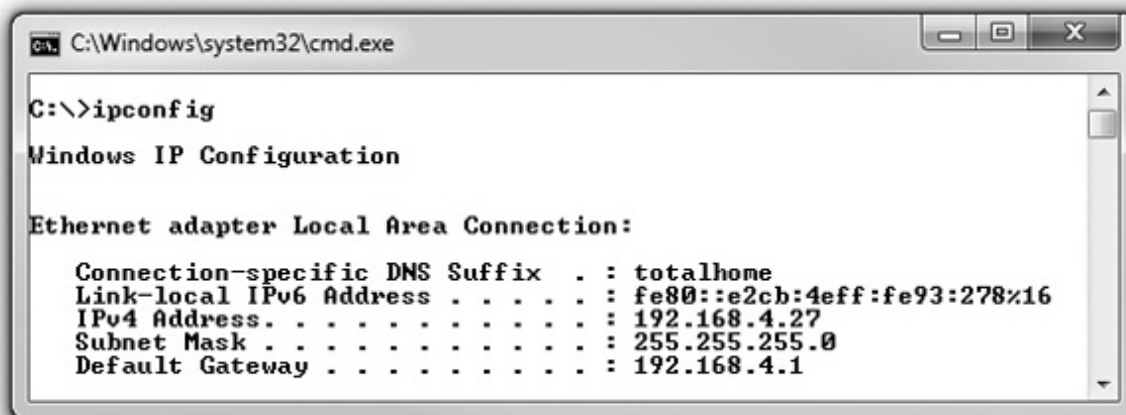 C:\Windows\system32\cmd.exe
C:\>ipconfig
Windows IP Configuration
Ethernet adapter Local Area Connection:
Connection-specific DNS Suffix . : totalhome
Link-local IPv6 Address . . . . . : fe80::e2cb:4eff:fe93:278%16
IPv4 Address. . . . . . . . . . . : 192.168.4.27
Subnet Mask . . . . . . . . . . . : 255.255.255.0
Default Gateway . . . . . . . . . : 192.168.4.1